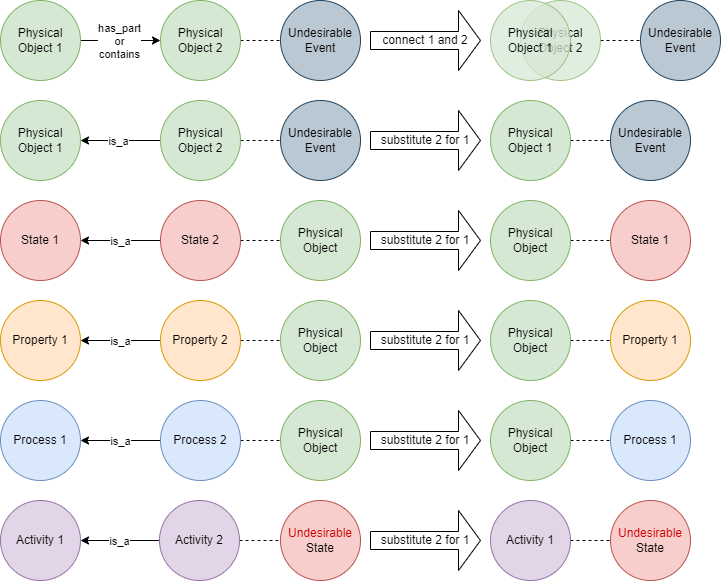 Physical
Object 1
has_part
or
contains
Physical
Object 2
Undesirable
Event
connect 1 and 2
Physical
Object 1
Physical
Object 2
Undesirable
Event
Physical
Object 1
is_a
Physical
Object 2
Undesirable
Event
substitute 2 for 1
Physical
Object 1
Undesirable
Event
State 1
is_a
State 2
Physical
Object
substitute 2 for 1
Physical
Object
State 1
Property 1
is_a
Property 2
Physical
Object
substitute 2 for 1
Physical
Object
Property 1
Process 1
is_a
Process 2
Physical
Object
substitute 2 for 1
Physical
Object
Process 1
Activity 1
is_a
Activity 2
Undesirable
State
substitute 2 for 1
Activity 1
Undesirable
State